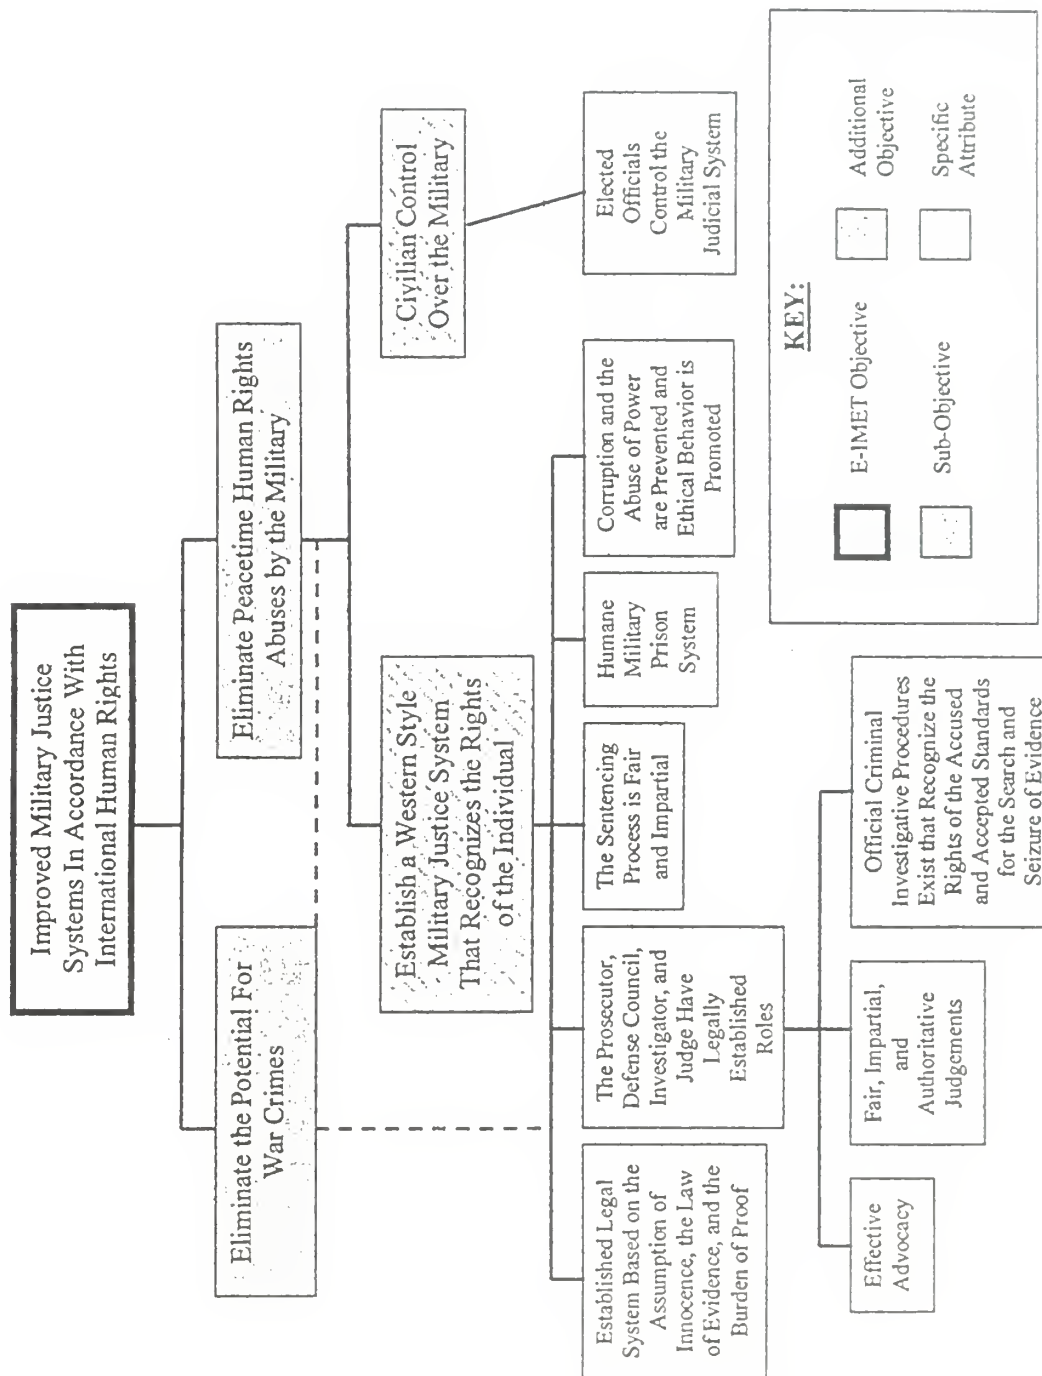 Improved Military Justice
Systems In Accordance With
International Human Rights
Eliminate the Potential For
War Crimes
Eliminate Peacetime Human Rights
Abuses by the Military
Establish a Western Style
Military Justice System
That Recognizes the Rights
of the Individual
Civilian Control
Over the Military
Established Legal
System Based on the
Assumption of
Innocence, the Law
of Evidence, and the
Burden of Proof
The Prosecutor,
Defense Council,
Investigator, and
Judge Have
Legally
Established
Roles
The Sentencing
Process is Fair
and Impartial
Humane
Military
Prison
System
Corruption and the
Abuse of Power
are Prevented and
Ethical Behavior is
Promoted
Elected
Officials
Control the
Military
Judicial System
Effective
Advocacy
Fair, Impartial,
and
Authoritative
Judgements
Official Criminal
Investigative Procedures
Exist that Recognize the
Rights of the Accused
and Accepted Standards
for the Search and
Seizure of Evidence
KEY:
E-IMET Objective
Additional
Objective
Sub-Objective
Specific
Attribute